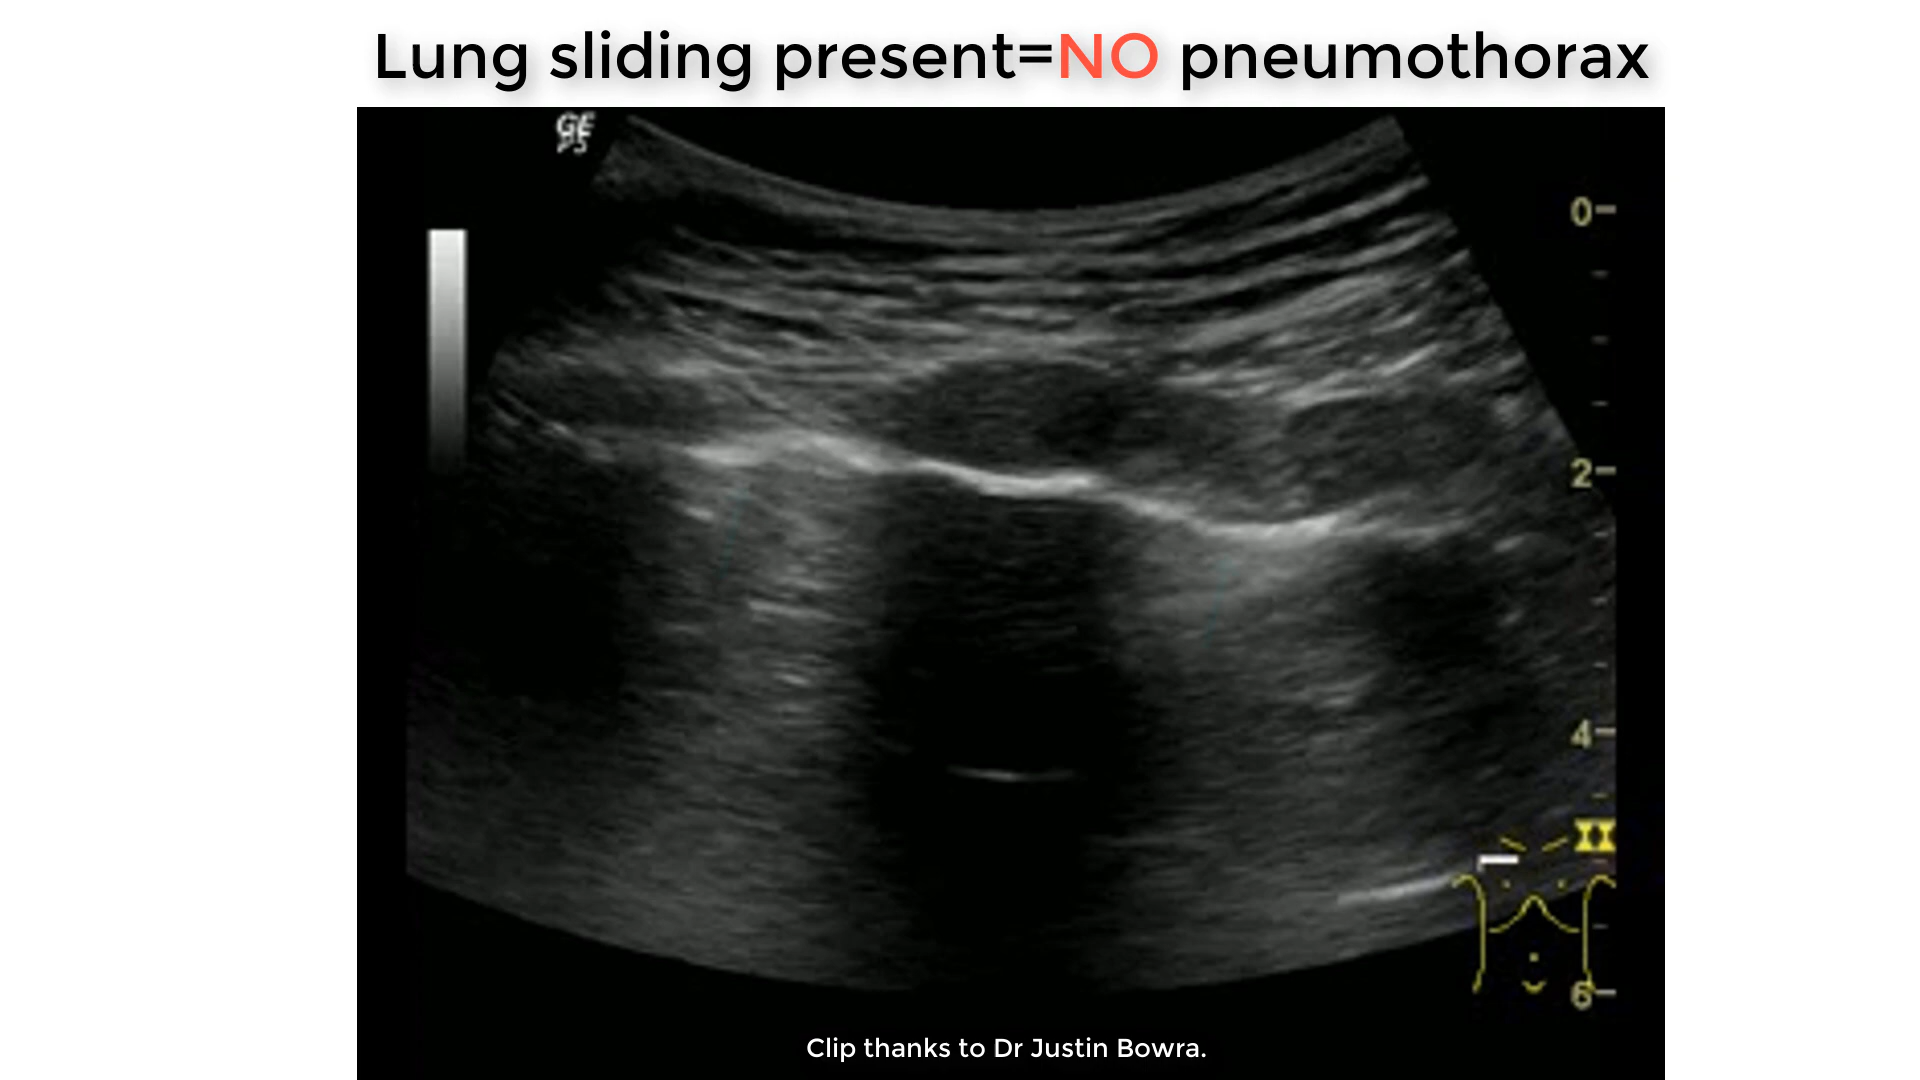 Lung sliding present=NO pneumothorax
GE
0
2
4
6
Clip thanks to Dr Justin Bowra.